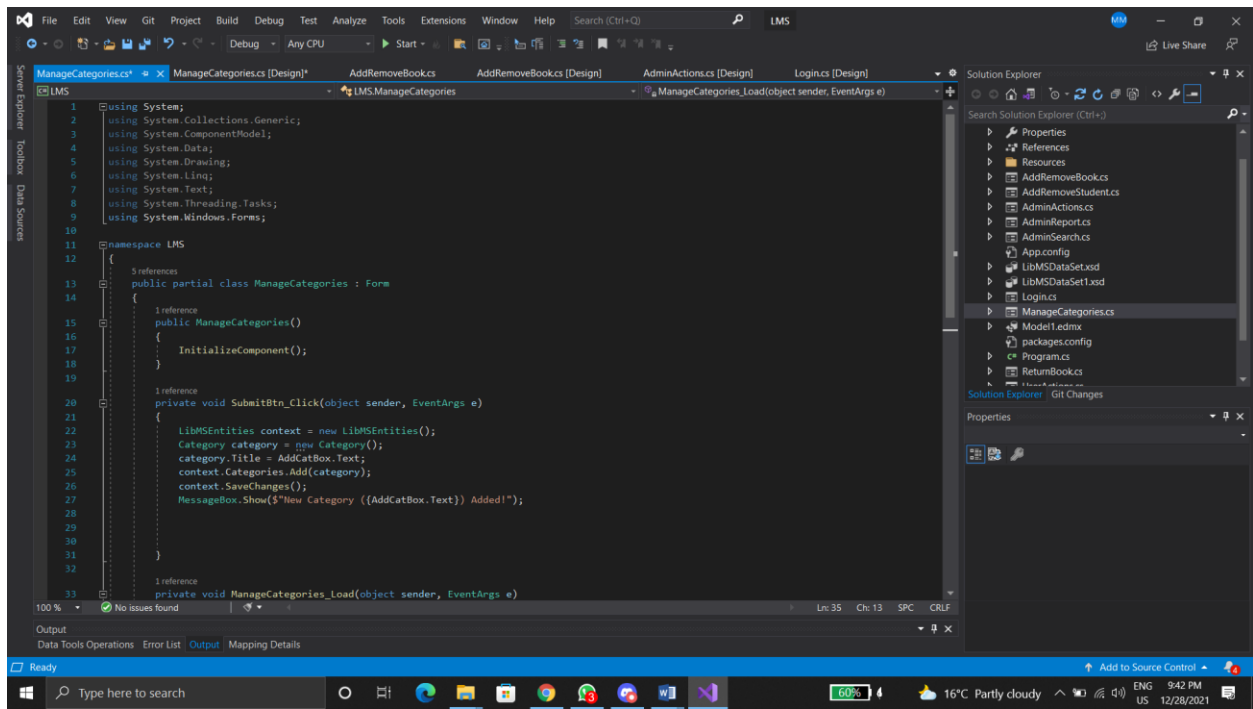 File Edit View Git Project Build Debug Test Analyze Tools Extensions Window Help Search (Ctrl+Q) LMS MM
Debug Any CPU Start Live Share
ManageCategories.cs* ManageCategories.cs [Design]* AddRemoveBook.cs AddRemoveBook.cs [Design] AdminActions.cs [Design] Login.cs [Design]
LMS LMS.ManageCategories ManageCategories_Load(object sender, EventArgs e)
Server Explorer
Toolbox
Data Sources
1 using System;
2 using System.Collections.Generic;
3 using System.ComponentModel;
4 using System.Data;
5 using System.Drawing;
6 using System.Linq;
7 using System.Text;
8 using System.Threading.Tasks;
9 using System.Windows.Forms;
10
11 namespace LMS
12 {
5 references
13 public partial class ManageCategories : Form
14 {
1 reference
15 public ManageCategories()
16 {
17 InitializeComponent();
18 }
19
1 reference
20 private void SubmitBtn_Click(object sender, EventArgs e)
21 {
22 LibMSEntities context = new LibMSEntities();
23 Category category = new Category();
24 category.Title = AddCatBox.Text;
25 context.Categories.Add(category);
26 context.SaveChanges();
27 MessageBox.Show($"New Category ({AddCatBox.Text}) Added!");
28
29
30
31 }
32
1 reference
33 private void ManageCategories_Load(object sender, EventArgs e)
100 % No issues found Ln: 35 Ch: 13 SPC CRLF
Output
Data Tools Operations Error List Output Mapping Details
Solution Explorer
Search Solution Explorer (Ctrl+;)
Properties
References
Resources
AddRemoveBook.cs
AddRemoveStudent.cs
AdminActions.cs
AdminReport.cs
AdminSearch.cs
App.config
LibMSDataSet.xsd
LibMSDataSet1.xsd
Login.cs
ManageCategories.cs
Model1.edmx
packages.config
Program.cs
ReturnBook.cs
UserActions.cs
Solution Explorer Git Changes
Properties
Ready Add to Source Control 4
Type here to search 3 60% 16°C Partly cloudy ENG 9:42 PM
US 12/28/2021